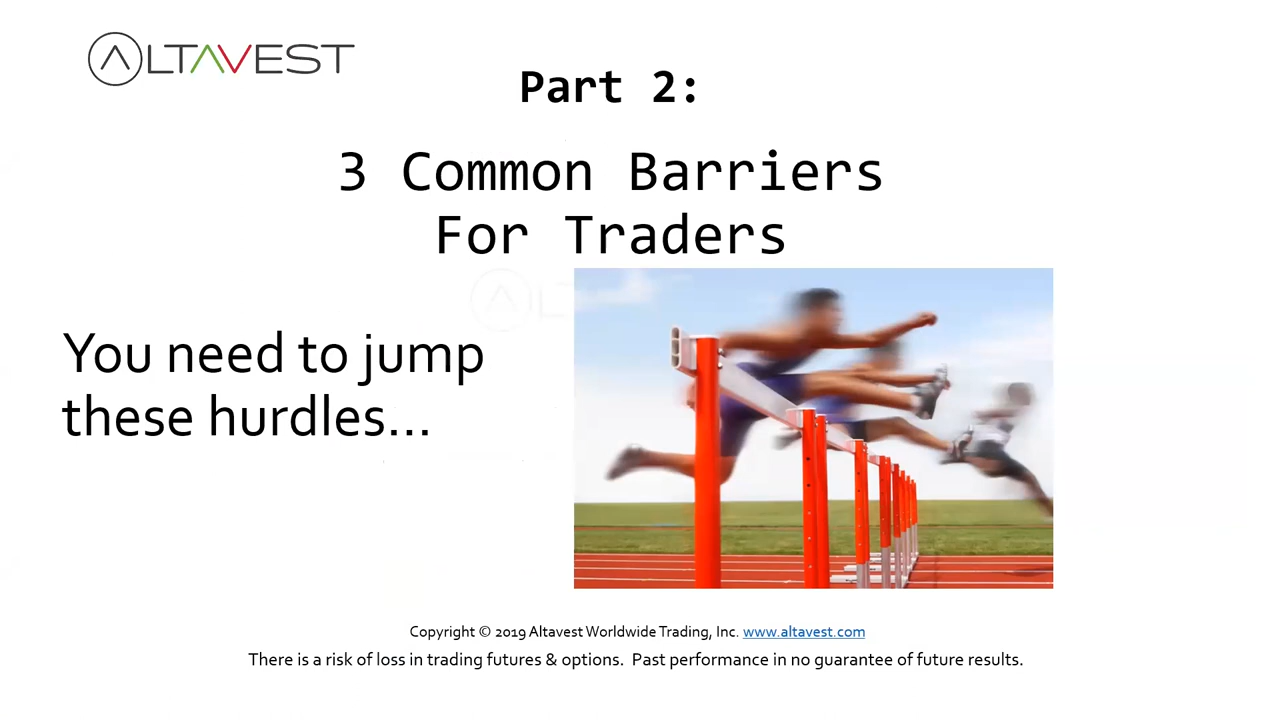 ALTAVEST
Part 2:
3 Common Barriers
For Traders
You need to jump
these hurdles...
Copyright © 2019 Altavest Worldwide Trading, Inc. www.altavest.com
There is a risk of loss in trading futures & options. Past performance in no guarantee of future results.